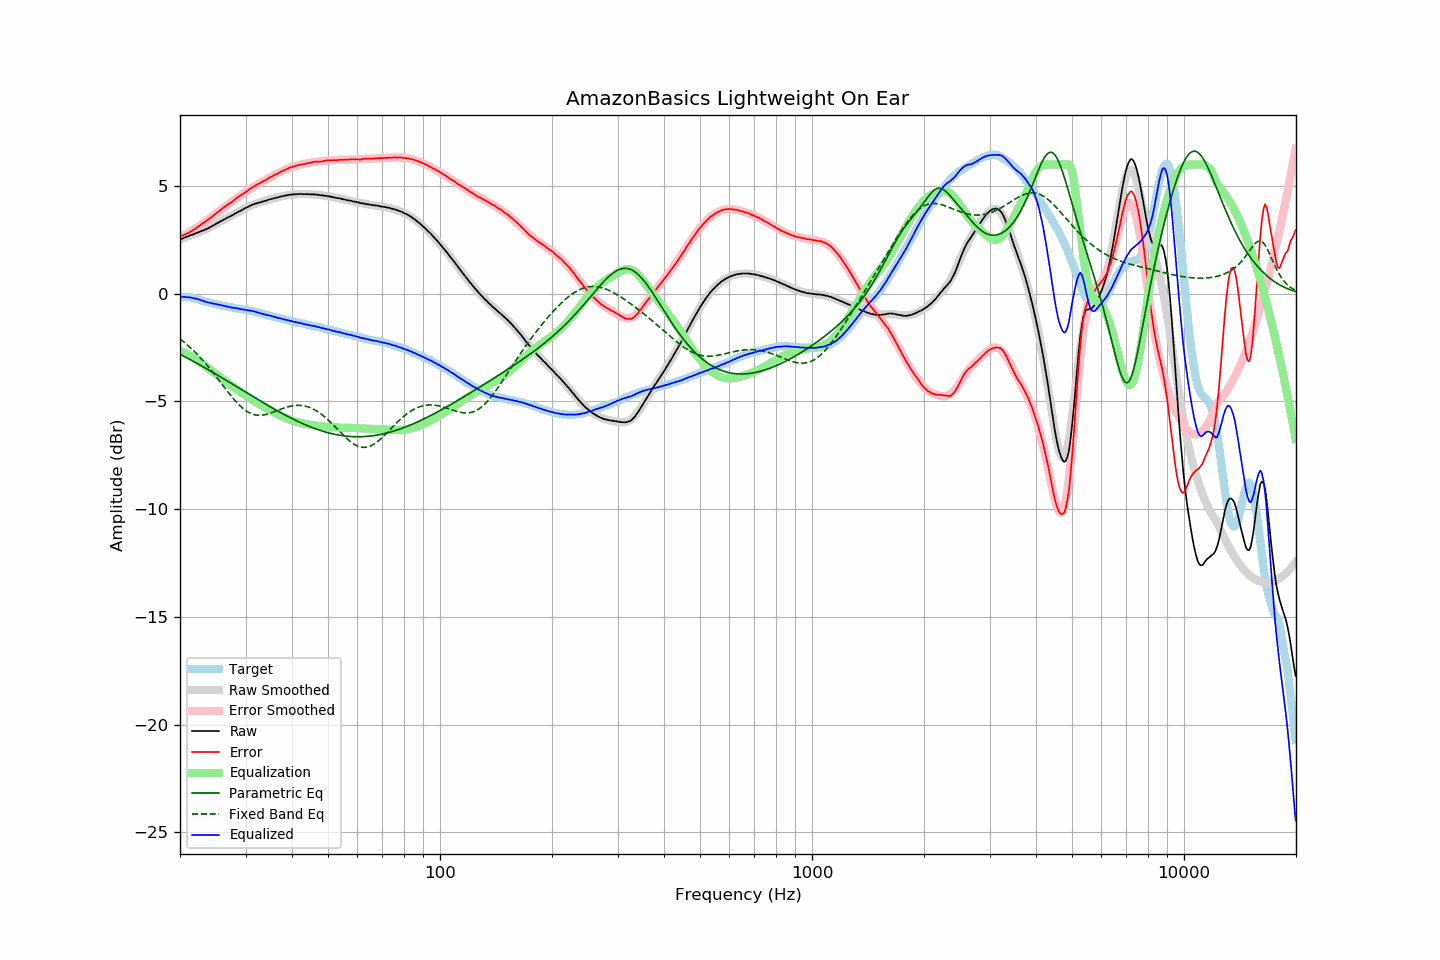 AmazonBasics Lightweight On Ear
Amplitude (dBr)
5
0
−5
−10
−15
−20
−25
Target
Raw Smoothed
Error Smoothed
Raw
Error
Equalization
Parametric Eq
Fixed Band Eq
Equalized
100
1000
10000
Frequency (Hz)